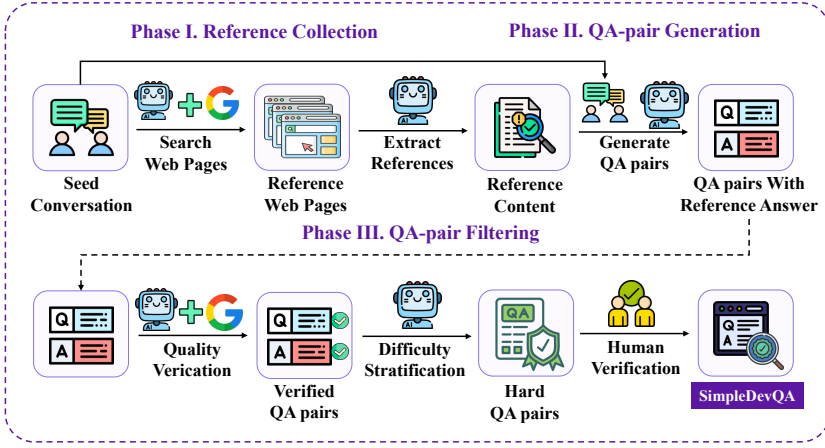 Phase I. Reference Collection
Phase II. QA-pair Generation
AI
Search
Web Pages
AI
Extract
References
AI
Generate
QA pairs
Q
A
Seed
Conversation
Reference
Web Pages
Reference
Content
QA pairs With
Reference Answer
Phase III. QA-pair Filtering
Q
A
AI
Quality
Verication
Q
A
Verified
QA pairs
AI
Difficulty
Stratification
QA
Hard
QA pairs
Human
Verification
Q
A
SimpleDevQA